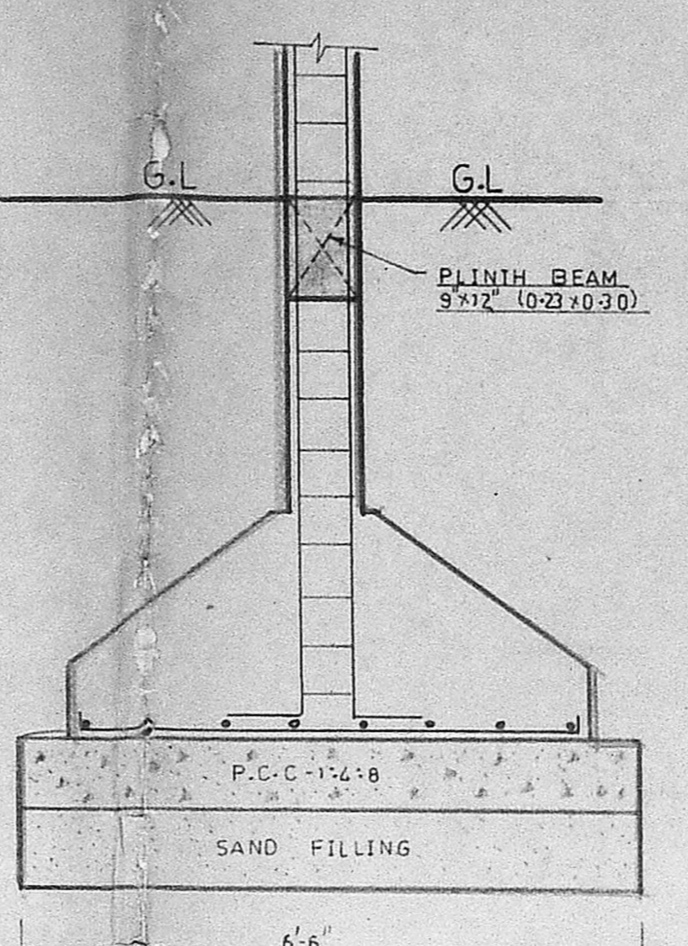 G.L
G.L
PLINTH BEAM
9"x12" (0.23x0.30)
P.C.C-1:4:8
SAND FILLING
6'-6"